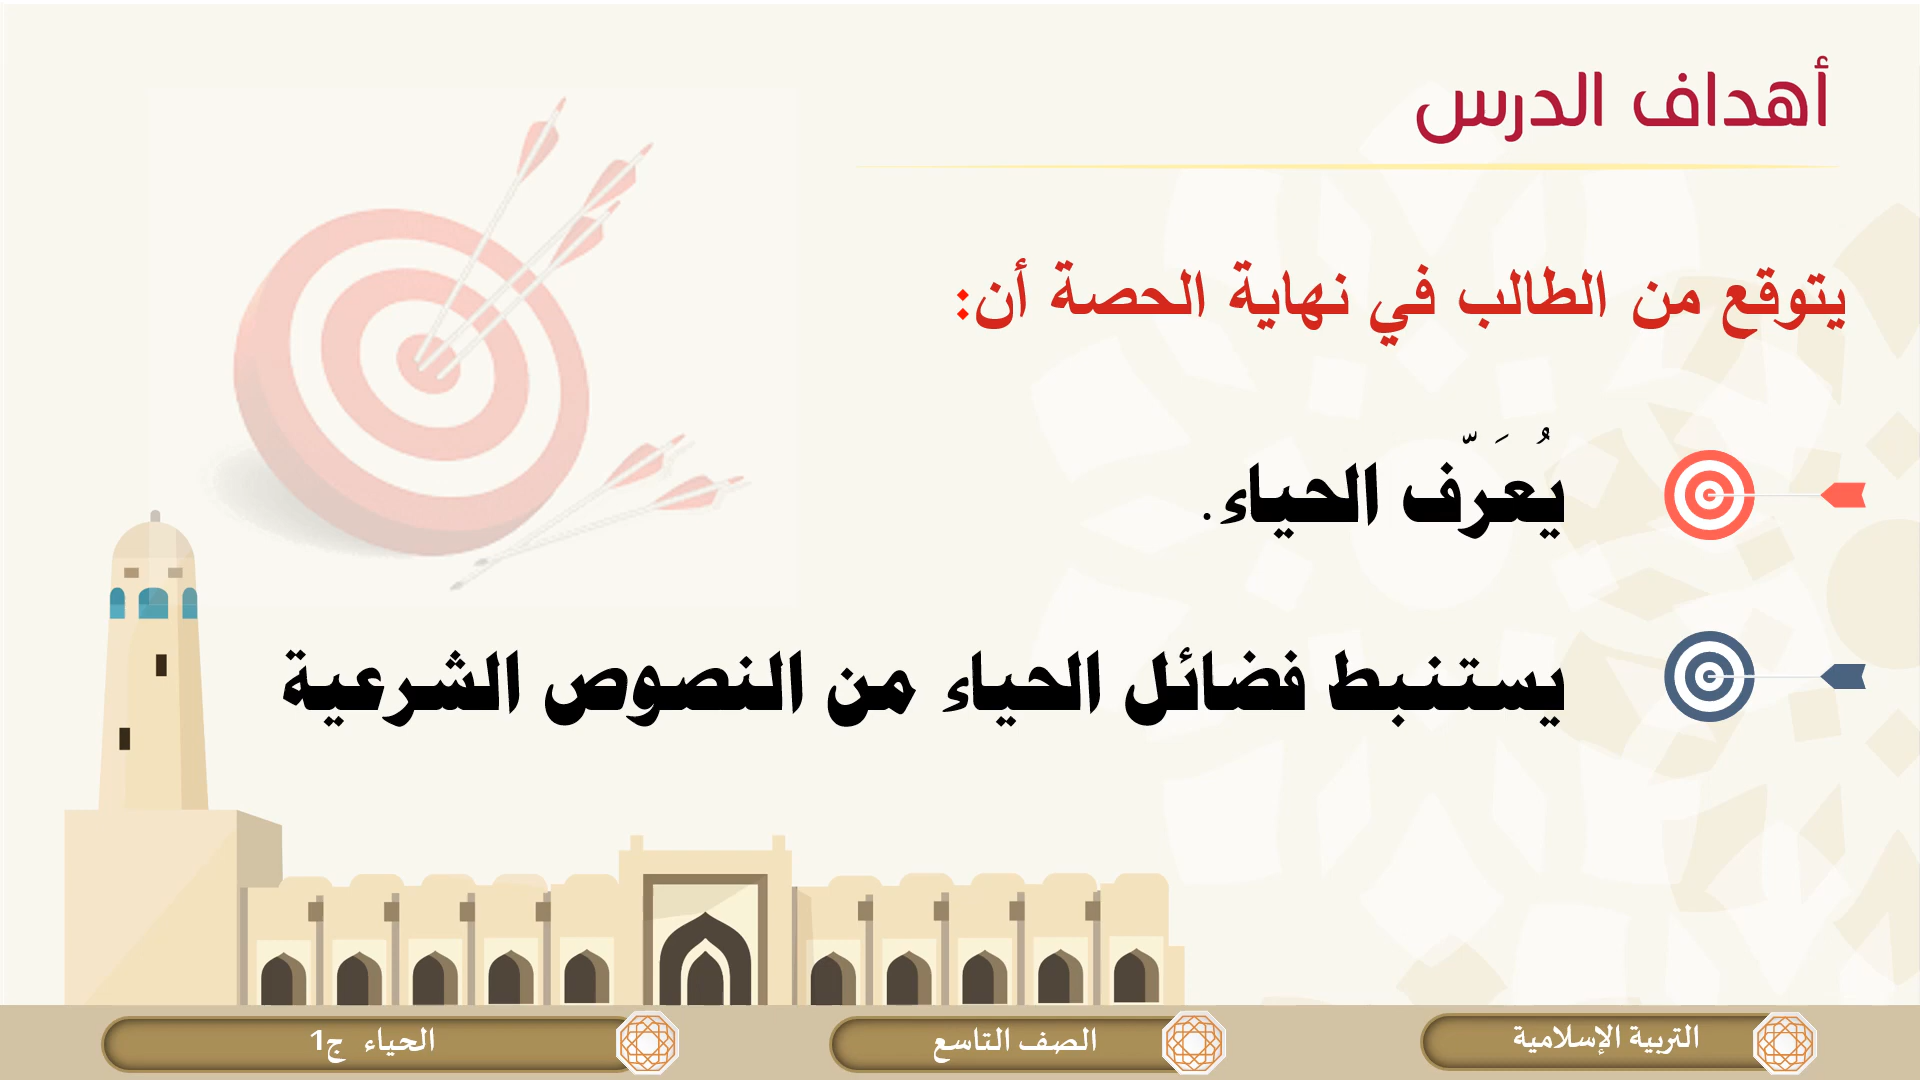 أهداف الدرس
يتوقع من الطالب في نهاية الحصة أن:
يُعَرّف الحياء.
يستنبط فضائل الحياء من النصوص الشرعية
التربية الإسلامية
الصف التاسع
الحياء ج1